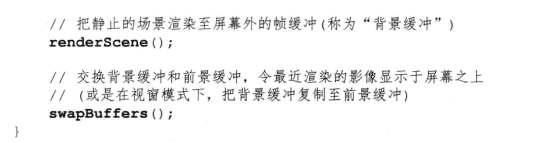 // 把静止的场景渲染至屏幕外的帧缓冲(称为“背景缓冲”)
renderScene();
// 交换背景缓冲和前景缓冲，令最近渲染的影像显示于屏幕之上
// (或是在视窗模式下，把背景缓冲复制至前景缓冲)
swapBuffers();
}